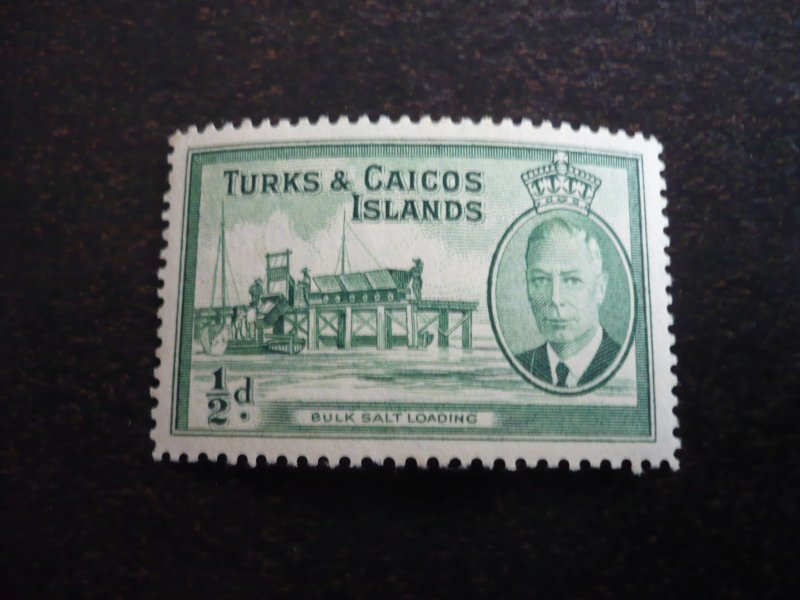 TURKS & CAICOS
ISLANDS
½d.
BULK SALT LOADING